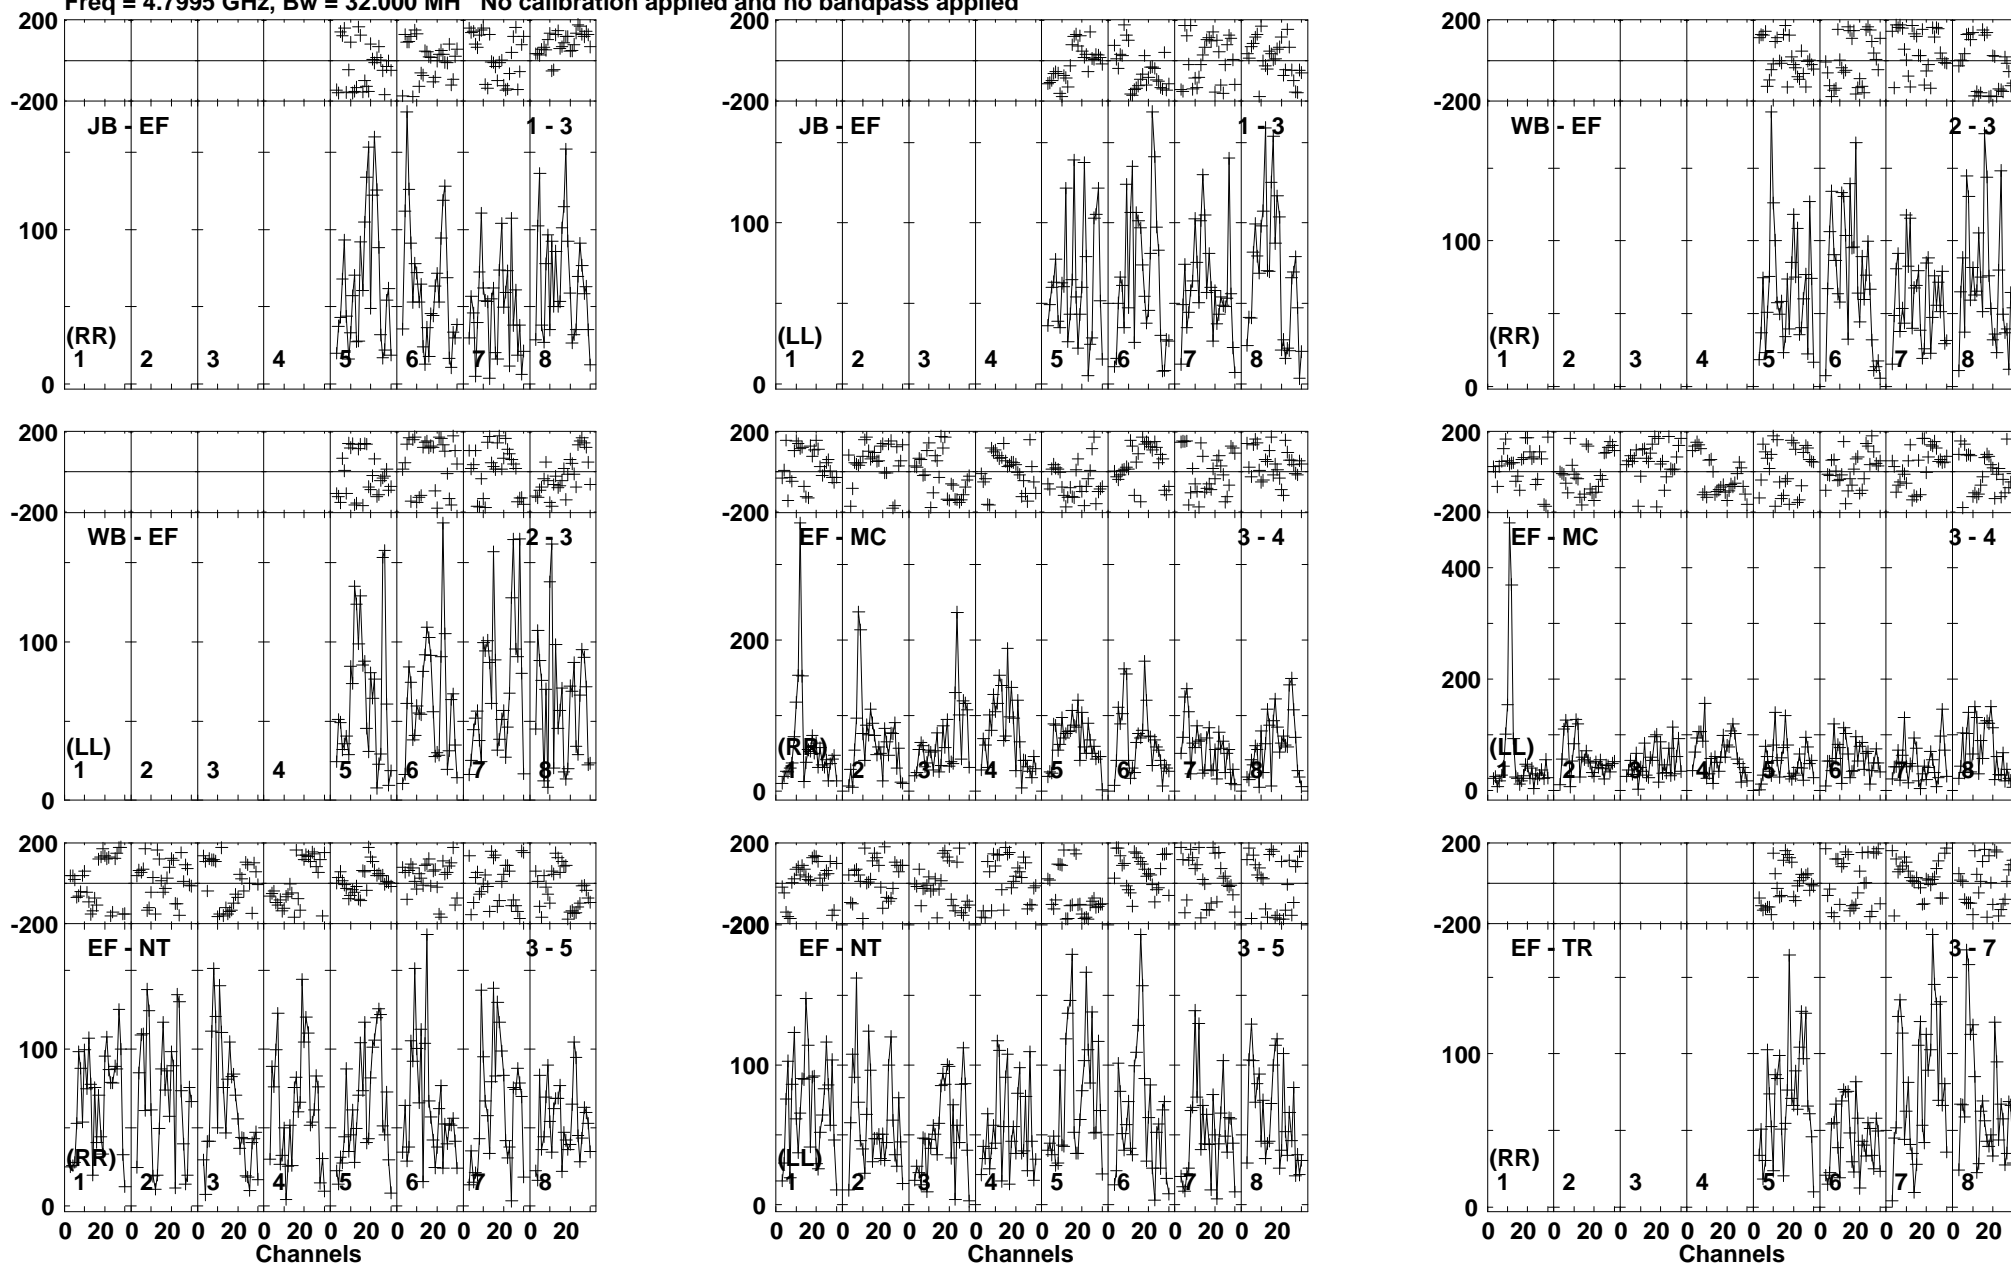 Freq = 4.7995 GHz, Bw = 32.000 MH No calibration applied and no bandpass applied
200 200 200
-200 -200 -200
JB - EF 1 - 3 JB - EF 1 - 3 WB - EF 2 - 3
100 100 100
(RR) (LL) (RR)
1 2 3 4 5 6 7 8 1 2 3 4 5 6 7 8 1 2 3 4 5 6 7 8
0 0 0
200 200 200
-200 -200 -200
WB - EF 2 - 3 EF - MC 3 - 4 EF - MC 3 - 4
400
100 200 200
(LL) (RR) (LL)
1 2 3 4 5 6 7 8 1 2 3 4 5 6 7 8 1 2 3 4 5 6 7 8
0 0 0
200 200 200
-200 -200 -200
EF - NT 3 - 5 EF - NT 3 - 5 EF - TR 3 - 7
200
100 100 100
(RR) (LL) (RR)
1 2 3 4 5 6 7 8 1 2 3 4 5 6 7 8 1 2 3 4 5 6 7 8
0 0 0
0 20 0 20 0 20 0 20 0 20 0 20 0 20 0 20 0 20 0 20 0 20 0 20 0 20 0 20 0 20 0 20 0 20 0 20 0 20 0 20 0 20 0 20 0 20 0 20
Channels Channels Channels